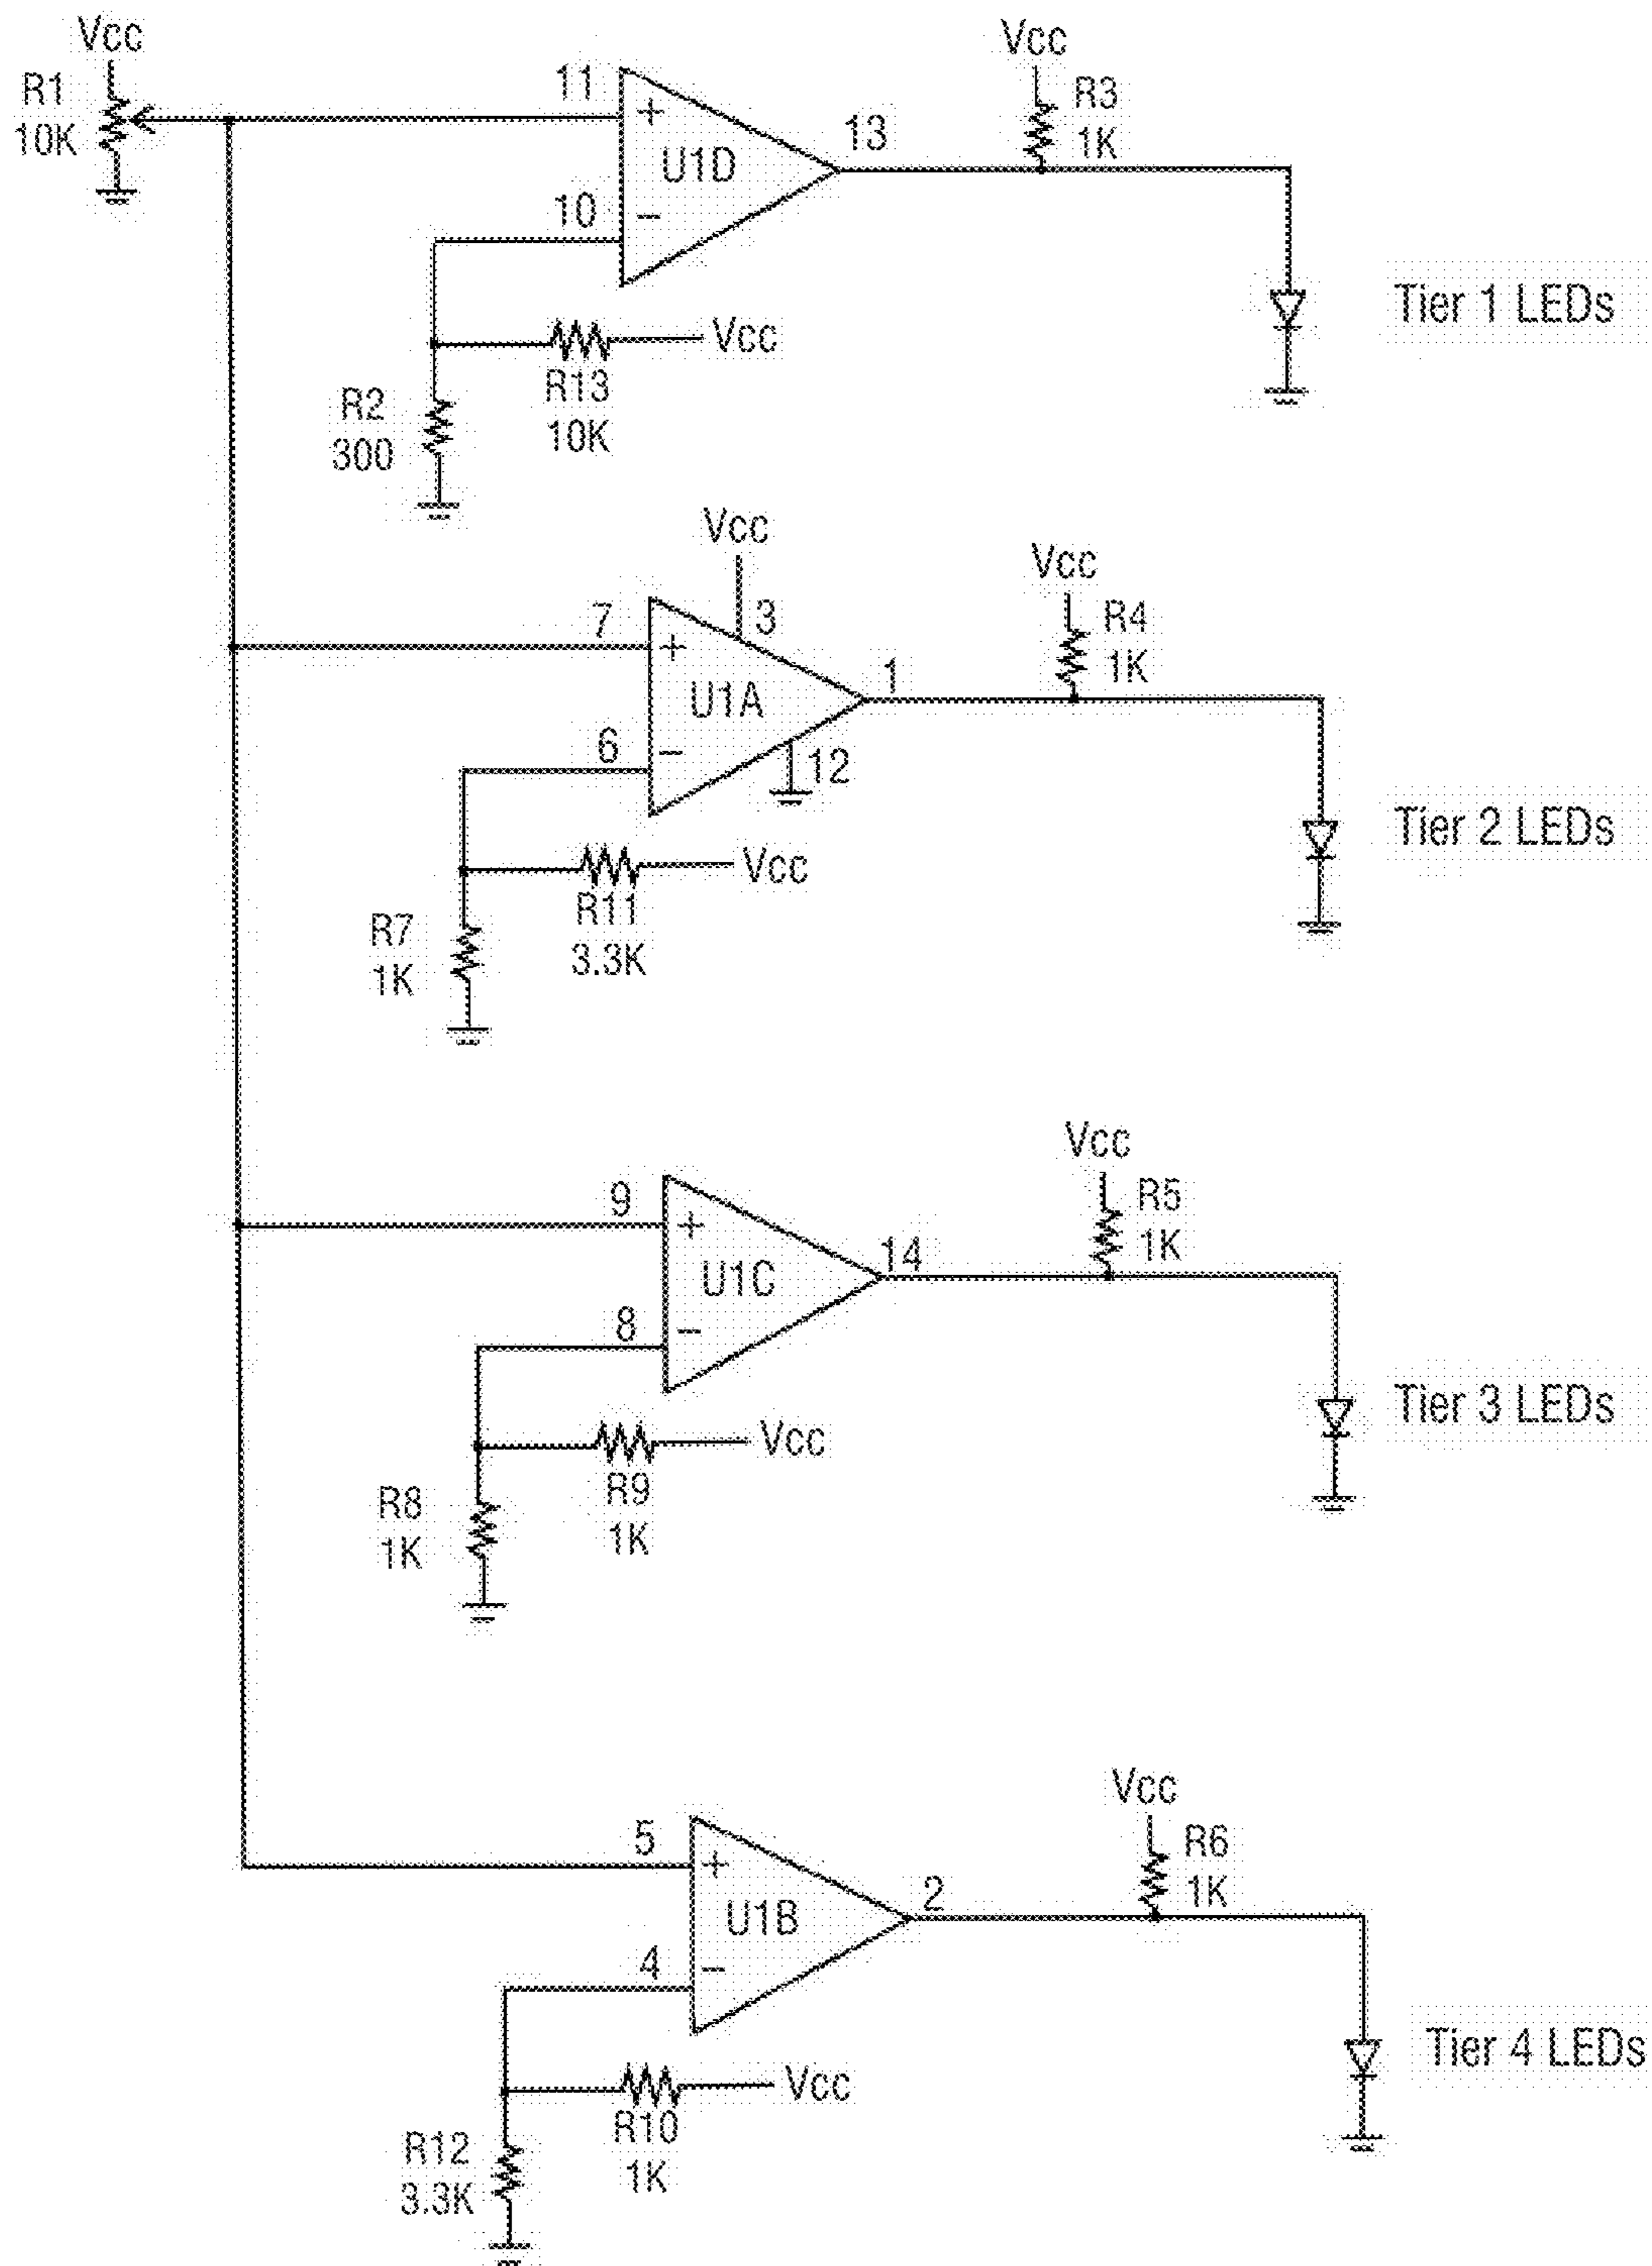 Vcc
R1
10K
11
+
U1D
10
−
13
Vcc
R3
1K
Tier 1 LEDs
Vcc
R13
10K
R2
300
Vcc
3
7
+
U1A
6
−
12
1
Vcc
R4
1K
Tier 2 LEDs
Vcc
R11
3.3K
R7
1K
9
+
U1C
8
−
14
Vcc
R5
1K
Tier 3 LEDs
Vcc
R9
1K
R8
1K
5
+
U1B
4
−
2
Vcc
R6
1K
Tier 4 LEDs
Vcc
R10
1K
R12
3.3K